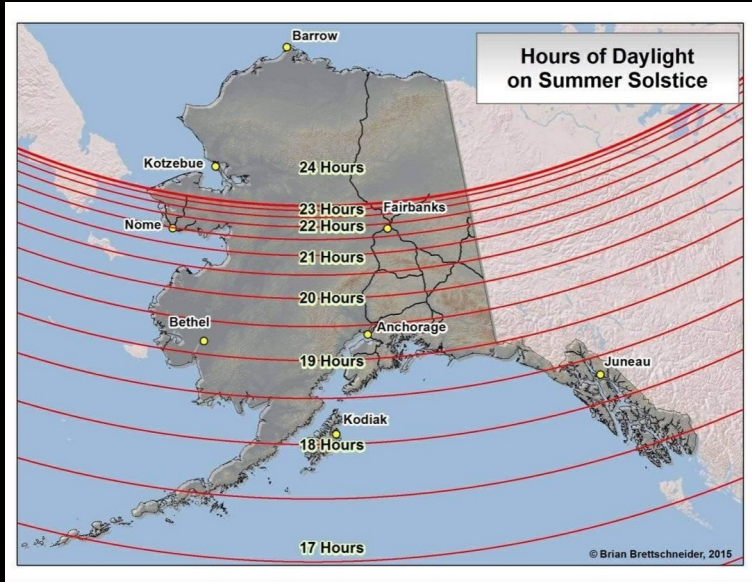 Barrow
Hours of Daylight
on Summer Solstice
Kotzebue
24 Hours
23 Hours
Fairbanks
Nome
22 Hours
21 Hours
20 Hours
Bethel
Anchorage
19 Hours
Juneau
Kodiak
18 Hours
17 Hours
© Brian Brettschneider, 2015